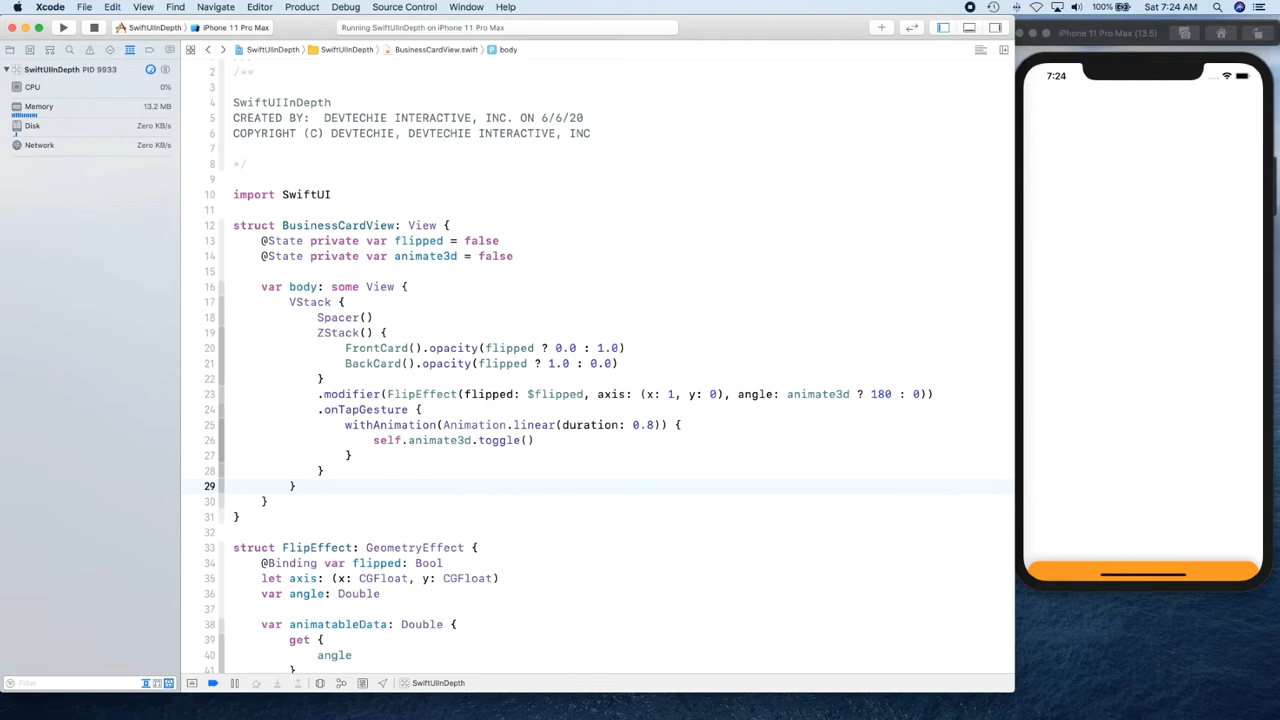 Xcode File Edit View Find Navigate Editor Product Debug Source Control Window Help 100% Sat 7:24 AM
SwiftUIInDepth iPhone 11 Pro Max (13.5) Running SwiftUIInDepth on iPhone 11 Pro Max
iPhone 11 Pro Max (13.5)
SwiftUIInDepth SwiftUIInDepth BusinessCardView.swift body
SwiftUIInDepth PID 9933
CPU 0%
Memory 13.2 MB
Disk Zero KB/s
Network Zero KB/s
7:24
2 /**
3
4 SwiftUIInDepth
5 CREATED BY: DEVTECHIE INTERACTIVE, INC. ON 6/6/20
6 COPYRIGHT (C) DEVTECHIE, DEVTECHIE INTERACTIVE, INC
7
8 */
9
10 import SwiftUI
11
12 struct BusinessCardView: View {
13 @State private var flipped = false
14 @State private var animate3d = false
15
16 var body: some View {
17 VStack {
18 Spacer()
19 ZStack() {
20 FrontCard().opacity(flipped ? 0.0 : 1.0)
21 BackCard().opacity(flipped ? 1.0 : 0.0)
22 }
23 .modifier(FlipEffect(flipped: $flipped, axis: (x: 1, y: 0), angle: animate3d ? 180 : 0))
24 .onTapGesture {
25 withAnimation(Animation.linear(duration: 0.8)) {
26 self.animate3d.toggle()
27 }
28 }
29 }
30 }
31 }
32
33 struct FlipEffect: GeometryEffect {
34 @Binding var flipped: Bool
35 let axis: (x: CGFloat, y: CGFloat)
36 var angle: Double
37
38 var animatableData: Double {
39 get {
40 angle
41 }
Filter
SwiftUIInDepth